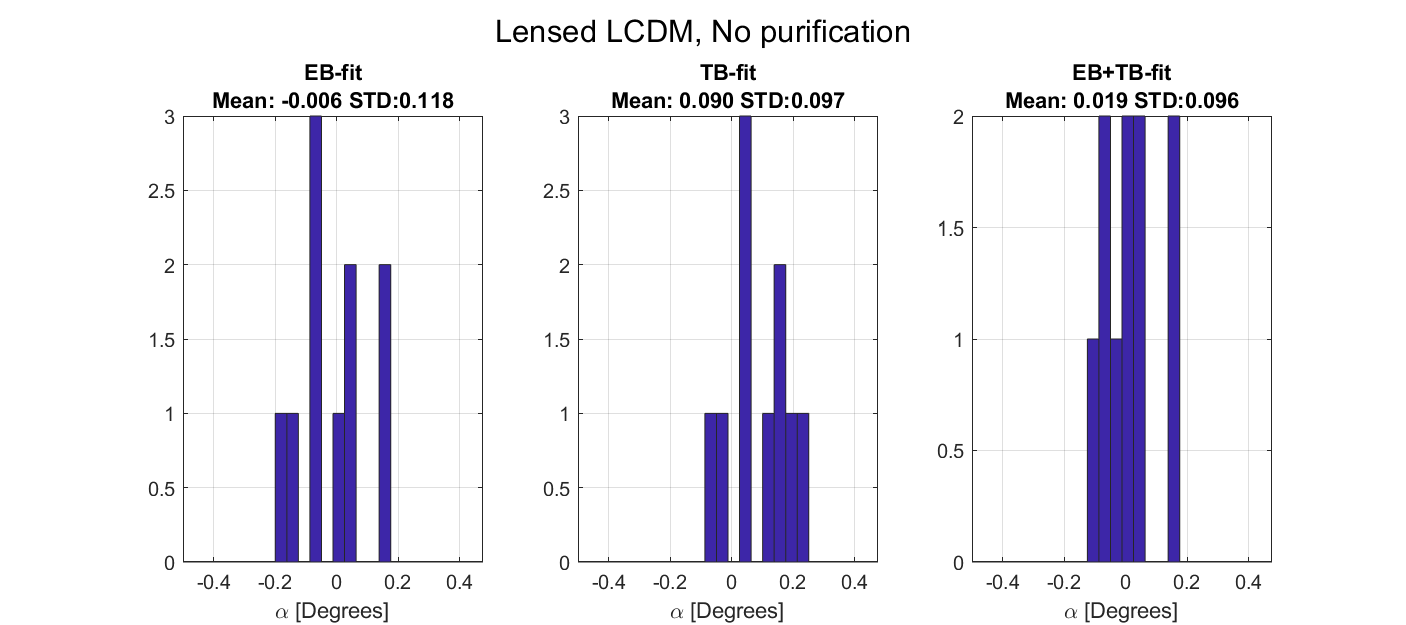 Lensed LCDM, No purification
EB-fit
Mean: -0.006 STD:0.118
3
2.5
2
1.5
1
0.5
0
-0.4 -0.2 0 0.2 0.4
α [Degrees]
TB-fit
Mean: 0.090 STD:0.097
3
2.5
2
1.5
1
0.5
0
-0.4 -0.2 0 0.2 0.4
α [Degrees]
EB+TB-fit
Mean: 0.019 STD:0.096
2
1.5
1
0.5
0
-0.4 -0.2 0 0.2 0.4
α [Degrees]